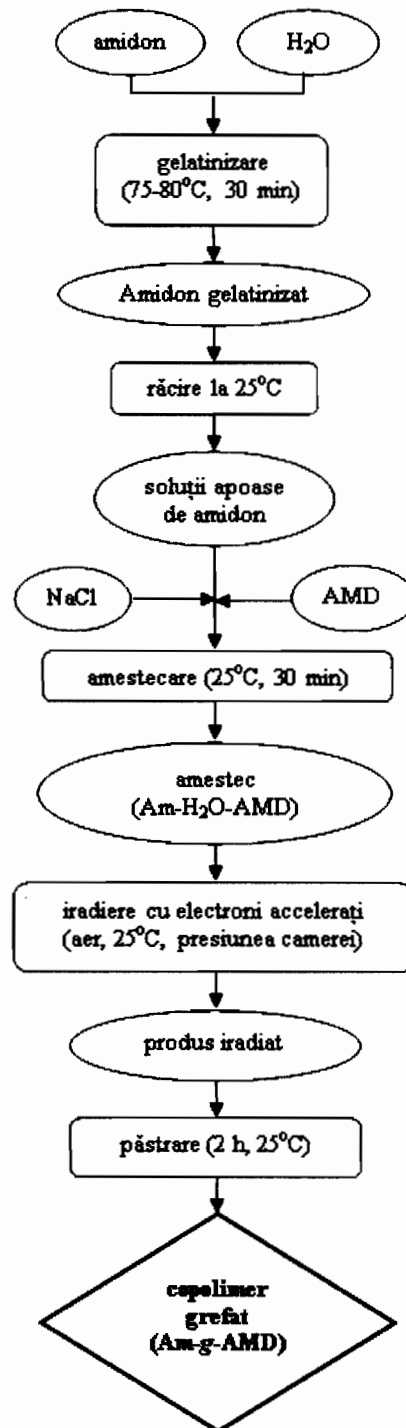 amidon
H₂O
gelatinizare
(75-80°C, 30 min)
Amidon gelatinizat
răcire la 25°C
soluții apoase
de amidon
NaCl
AMD
amestecare (25°C, 30 min)
amestec
(Am-H₂O-AMD)
iradiere cu electroni accelerați
(aer, 25°C, presiunea camerei)
produs iradiat
păstrare (2 h, 25°C)
copolimer
grefat
(Am-g-AMD)